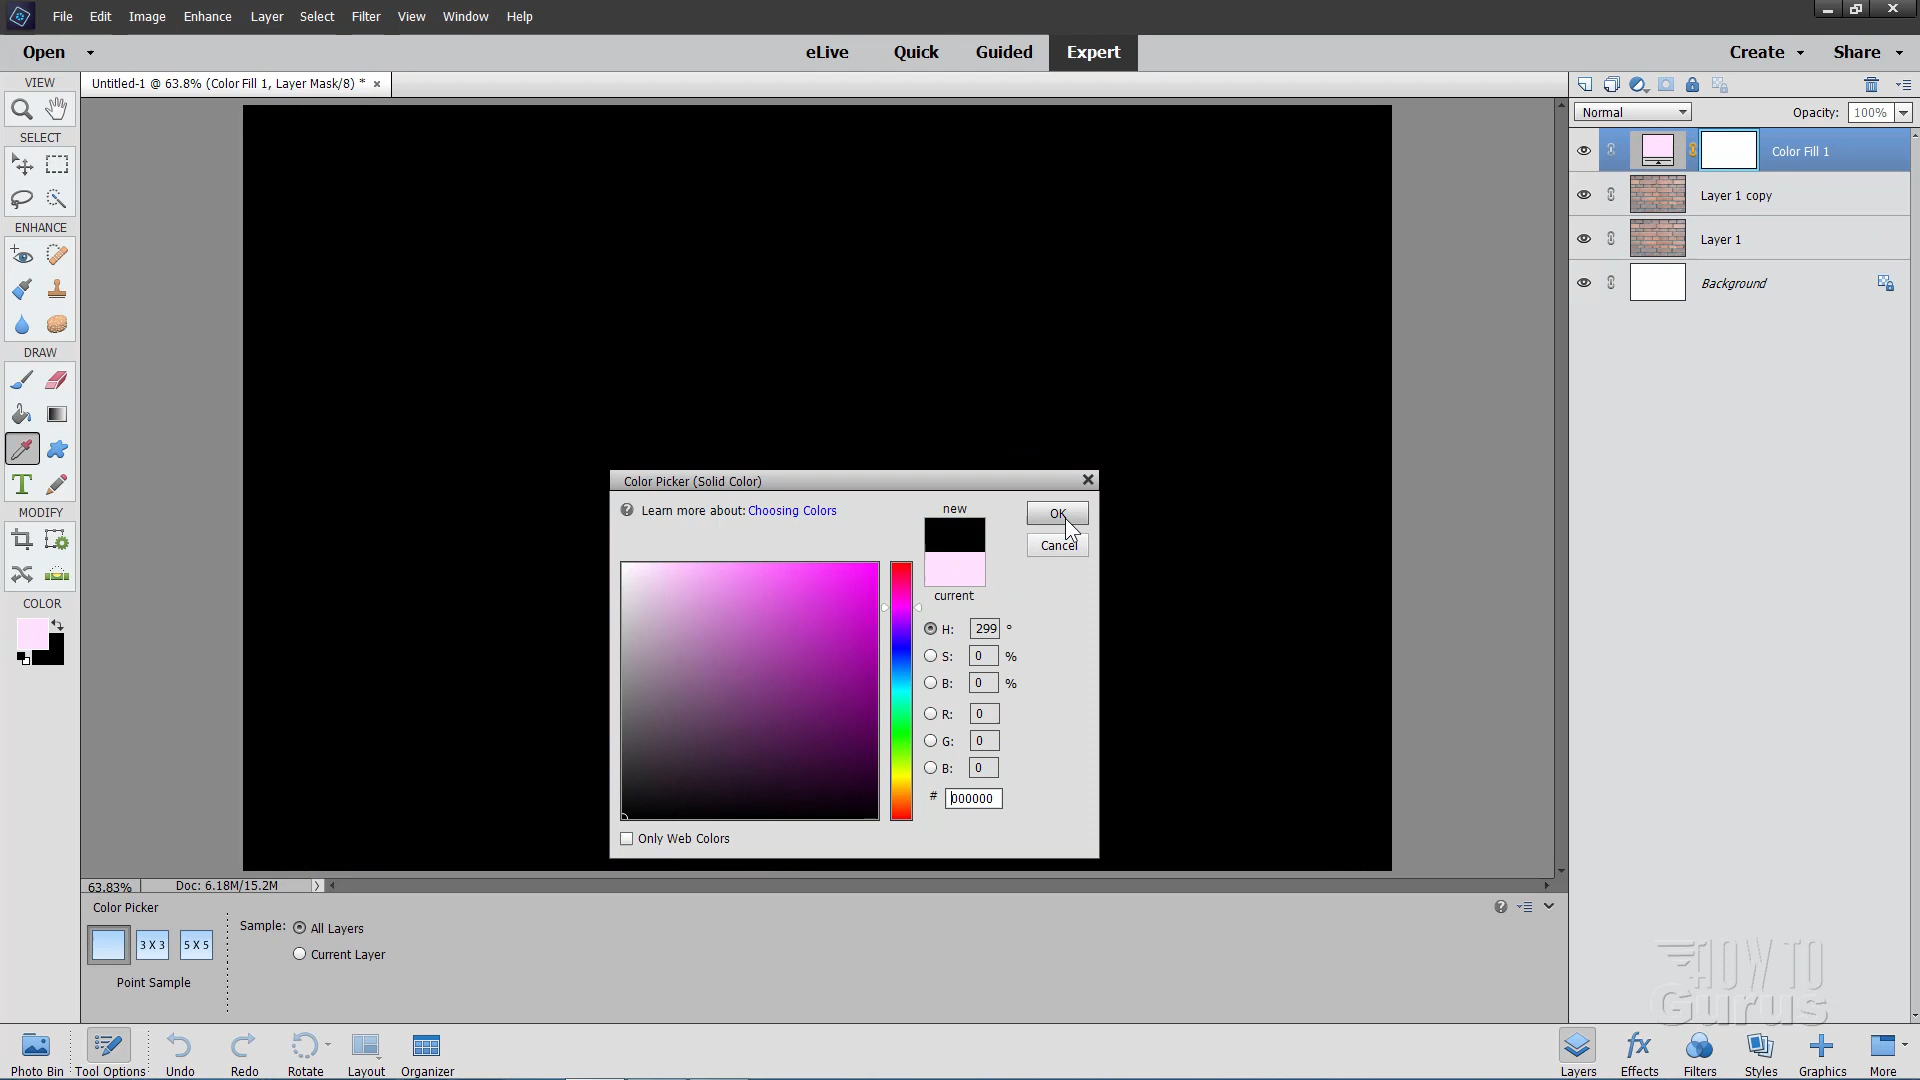 File Edit Image Enhance Layer Select Filter View Window Help
Open eLive Quick Guided Expert Create Share
VIEW
Untitled-1 @ 63.8% (Color Fill 1, Layer Mask/8) * ×
Normal Opacity: 100%
SELECT
Color Fill 1
Layer 1 copy
ENHANCE
Layer 1
Background
DRAW
T
Color Picker (Solid Color)
Learn more about: Choosing Colors
new
OK
MODIFY
Cancel
current
COLOR
H: 299 °
S: 0 %
B: 0 %
R: 0
G: 0
B: 0
# 000000
Only Web Colors
63.83% Doc: 6.18M/15.2M
Color Picker
Sample: All Layers
3 X 3 5 X 5
Current Layer
Point Sample
HOW TO
Gurus
Photo Bin Tool Options Undo Redo Rotate Layout Organizer
fx
Layers Effects Filters Styles Graphics More